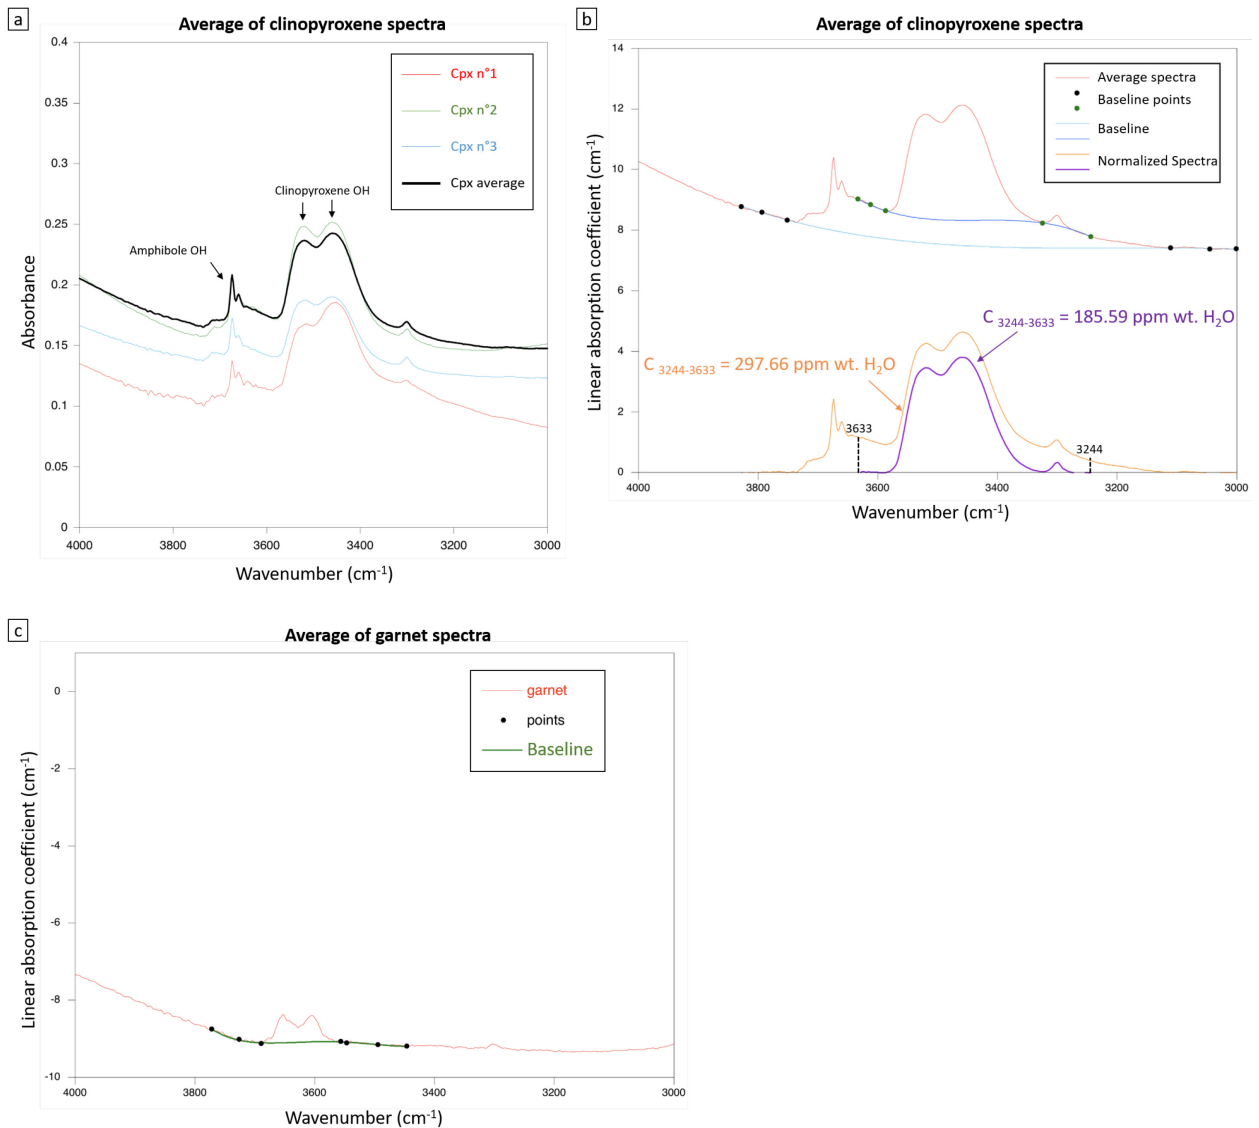 a
Average of clinopyroxene spectra
0.4
0.35
0.3
0.25
0.2
0.15
0.1
0.05
0
Absorbance
Cpx n°1
Cpx n°2
Cpx n°3
Cpx average
Clinopyroxene OH
Amphibole OH
4000 3800 3600 3400 3200 3000
Wavenumber (cm-1)
b
Average of clinopyroxene spectra
14
12
10
8
6
4
2
0
Linear absorption coefficient (cm-1)
Average spectra
Baseline points
Baseline
Normalized Spectra
C 3244-3633 = 185.59 ppm wt. H2O
C 3244-3633 = 297.66 ppm wt. H2O
3633
3244
4000 3800 3600 3400 3200 3000
Wavenumber (cm-1)
c
Average of garnet spectra
0
-2
-4
-6
-8
-10
Linear absorption coefficient (cm-1)
garnet
points
Baseline
4000 3800 3600 3400 3200 3000
Wavenumber (cm-1)